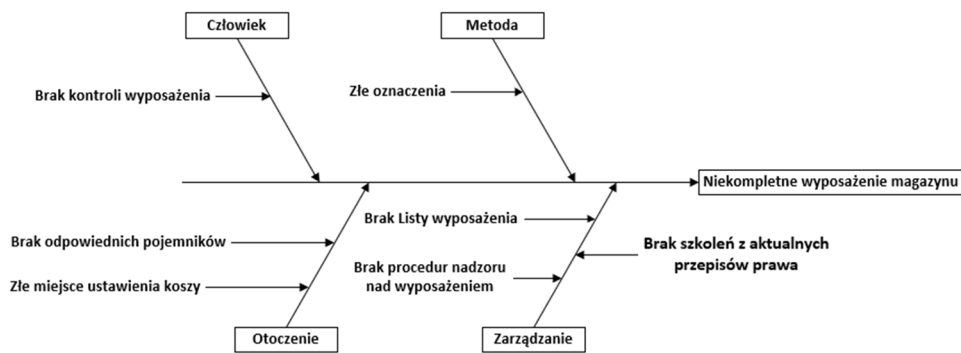 Człowiek
Metoda
Brak kontroli wyposażenia
Złe oznaczenia
Niekompletne wyposażenie magazynu
Brak Listy wyposażenia
Brak odpowiednich pojemników
Brak szkoleń z aktualnych
przepisów prawa
Brak procedur nadzoru
nad wyposażeniem
Złe miejsce ustawienia koszy
Otoczenie
Zarządzanie